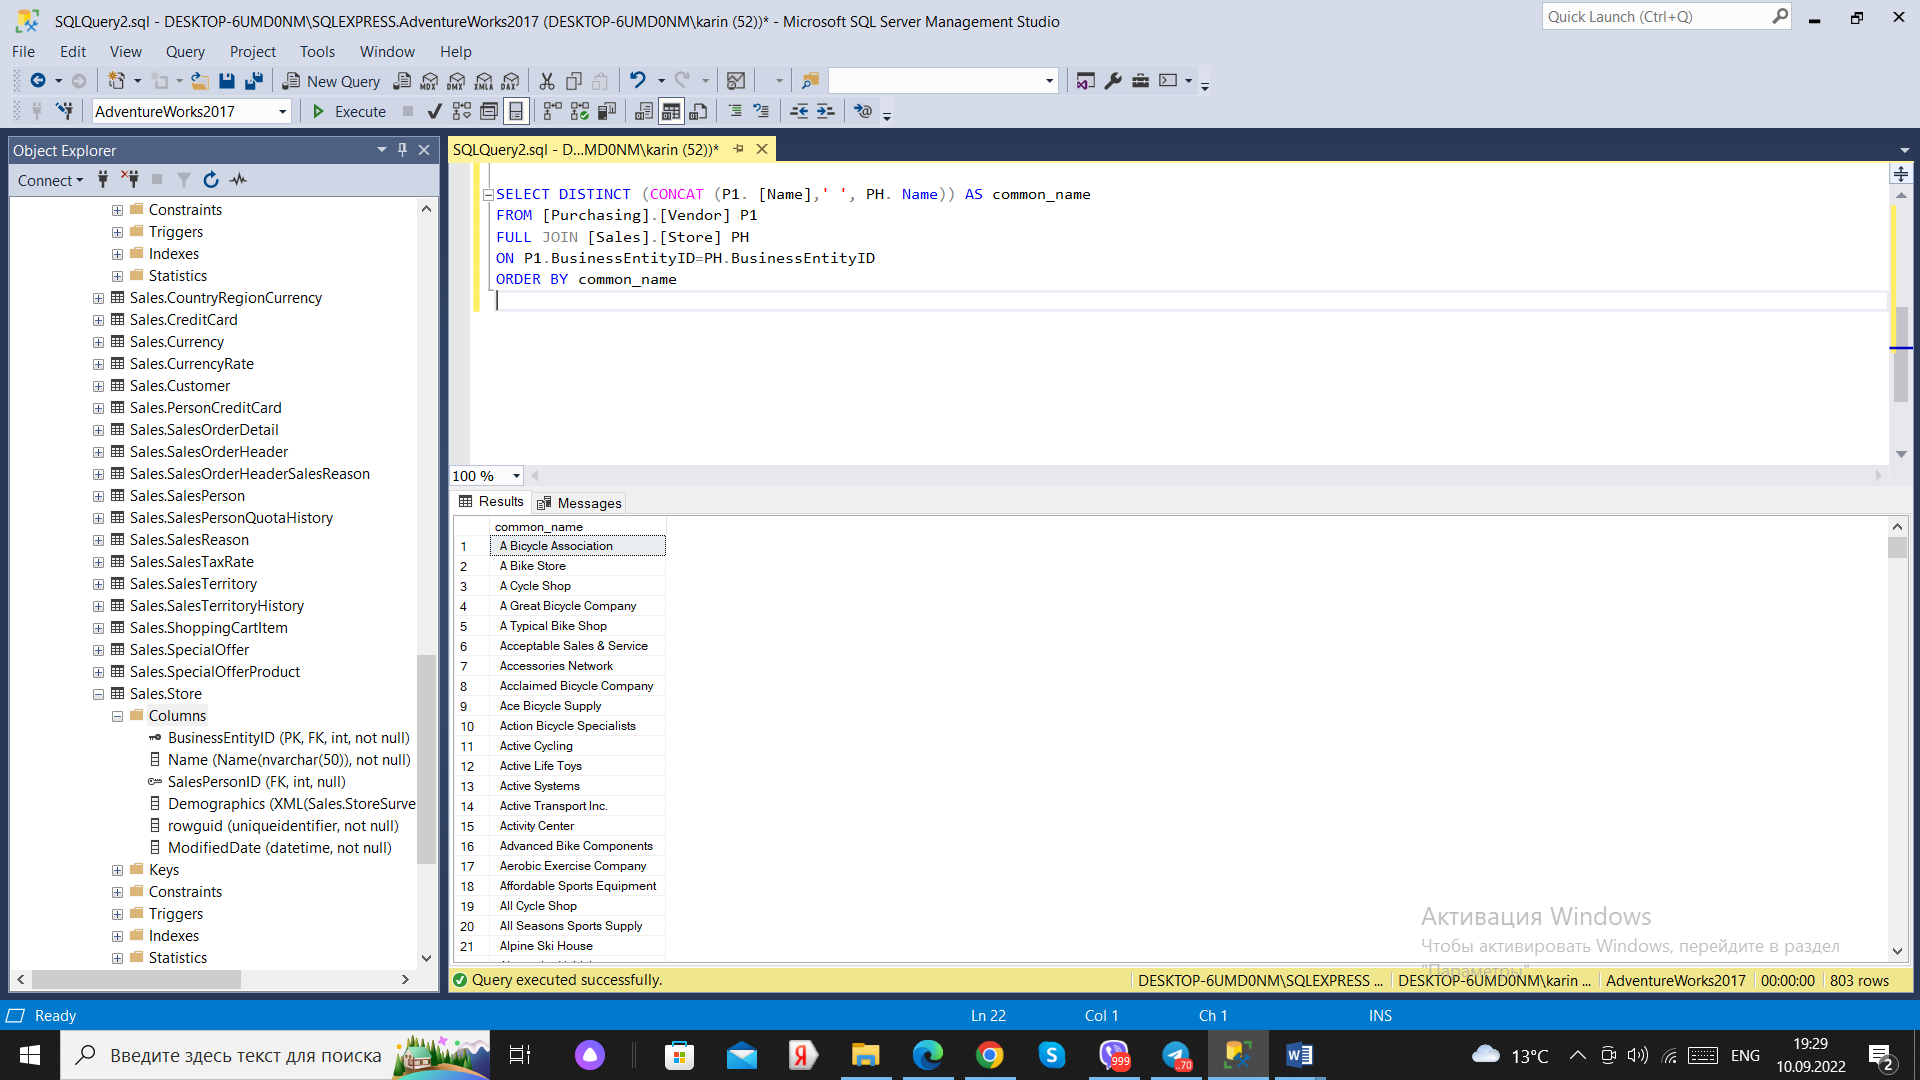 SQLQuery2.sql - DESKTOP-6UMD0NM\SQLEXPRESS.AdventureWorks2017 (DESKTOP-6UMD0NM\karin (52))* - Microsoft SQL Server Management Studio
Quick Launch (Ctrl+Q)
File Edit View Query Project Tools Window Help
New Query
MDX DMX XMLA DAX
AdventureWorks2017
Execute
Object Explorer
Connect
Constraints
Triggers
Indexes
Statistics
Sales.CountryRegionCurrency
Sales.CreditCard
Sales.Currency
Sales.CurrencyRate
Sales.Customer
Sales.PersonCreditCard
Sales.SalesOrderDetail
Sales.SalesOrderHeader
Sales.SalesOrderHeaderSalesReason
Sales.SalesPerson
Sales.SalesPersonQuotaHistory
Sales.SalesReason
Sales.SalesTaxRate
Sales.SalesTerritory
Sales.SalesTerritoryHistory
Sales.ShoppingCartItem
Sales.SpecialOffer
Sales.SpecialOfferProduct
Sales.Store
Columns
BusinessEntityID (PK, FK, int, not null)
Name (Name(nvarchar(50)), not null)
SalesPersonID (FK, int, null)
Demographics (XML(Sales.StoreSurve
rowguid (uniqueidentifier, not null)
ModifiedDate (datetime, not null)
Keys
Constraints
Triggers
Indexes
Statistics
SQLQuery2.sql - D...MD0NM\karin (52))*
SELECT DISTINCT (CONCAT (P1. [Name],' ', PH. Name)) AS common_name
FROM [Purchasing].[Vendor] P1
FULL JOIN [Sales].[Store] PH
ON P1.BusinessEntityID=PH.BusinessEntityID
ORDER BY common_name
100 %
Results Messages
common_name
1 A Bicycle Association
2 A Bike Store
3 A Cycle Shop
4 A Great Bicycle Company
5 A Typical Bike Shop
6 Acceptable Sales & Service
7 Accessories Network
8 Acclaimed Bicycle Company
9 Ace Bicycle Supply
10 Action Bicycle Specialists
11 Active Cycling
12 Active Life Toys
13 Active Systems
14 Active Transport Inc.
15 Activity Center
16 Advanced Bike Components
17 Aerobic Exercise Company
18 Affordable Sports Equipment
19 All Cycle Shop
20 All Seasons Sports Supply
21 Alpine Ski House
Активация Windows
Чтобы активировать Windows, перейдите в раздел
"Параметры".
Query executed successfully.
DESKTOP-6UMD0NM\SQLEXPRESS ... DESKTOP-6UMD0NM\karin ... AdventureWorks2017 00:00:00 803 rows
Ready Ln 22 Col 1 Ch 1 INS
Введите здесь текст для поиска
Я
S
999
..70
W
13°C
ENG
19:29
10.09.2022
2